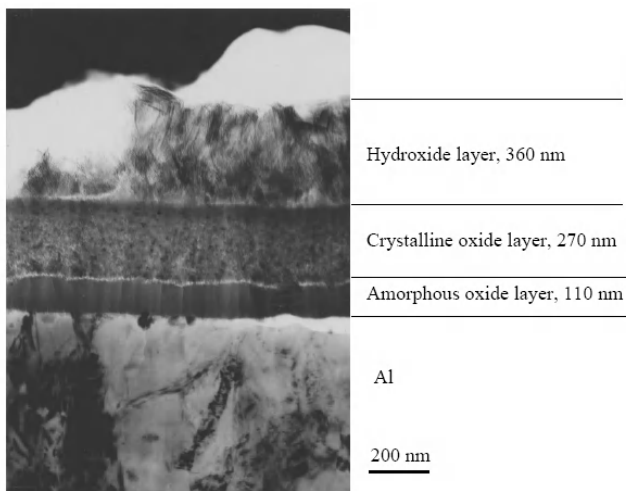 Hydroxide layer, 360 nm
Crystalline oxide layer, 270 nm
Amorphous oxide layer, 110 nm
Al
200 nm